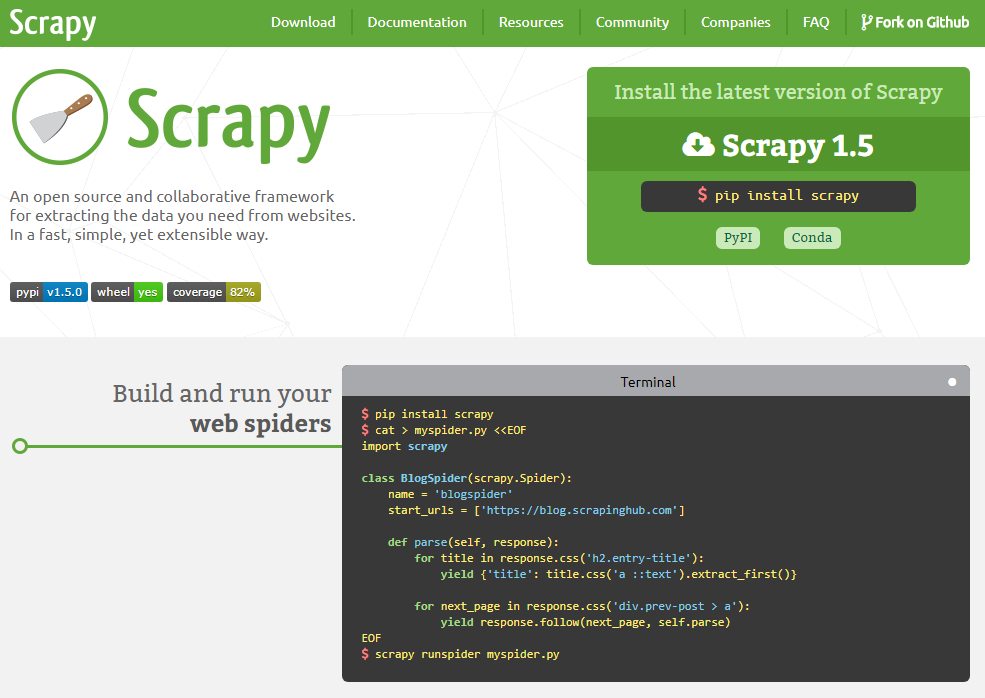 Scrapy
Download
Documentation
Resources
Community
Companies
FAQ
Fork on Github
Scrapy
An open source and collaborative framework
for extracting the data you need from websites.
In a fast, simple, yet extensible way.
pypi v1.5.0
wheel yes
coverage 82%
Install the latest version of Scrapy
Scrapy 1.5
$ pip install scrapy
PyPI
Conda
Build and run your
web spiders
Terminal
$ pip install scrapy
$ cat > myspider.py <<EOF
import scrapy
class BlogSpider(scrapy.Spider):
    name = 'blogspider'
    start_urls = ['https://blog.scrapinghub.com']
    def parse(self, response):
        for title in response.css('h2.entry-title'):
            yield {'title': title.css('a ::text').extract_first()}
        for next_page in response.css('div.prev-post > a'):
            yield response.follow(next_page, self.parse)
EOF
$ scrapy runspider myspider.py